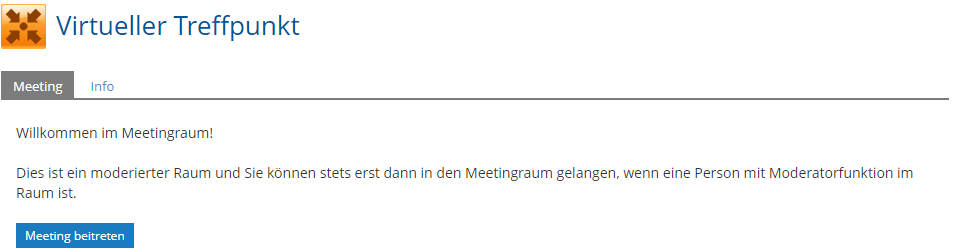 Virtueller Treffpunkt
Meeting
Info
Willkommen im Meetingraum!
Dies ist ein moderierter Raum und Sie können stets erst dann in den Meetingraum gelangen, wenn eine Person mit Moderatorfunktion im
Raum ist.
Meeting beitreten